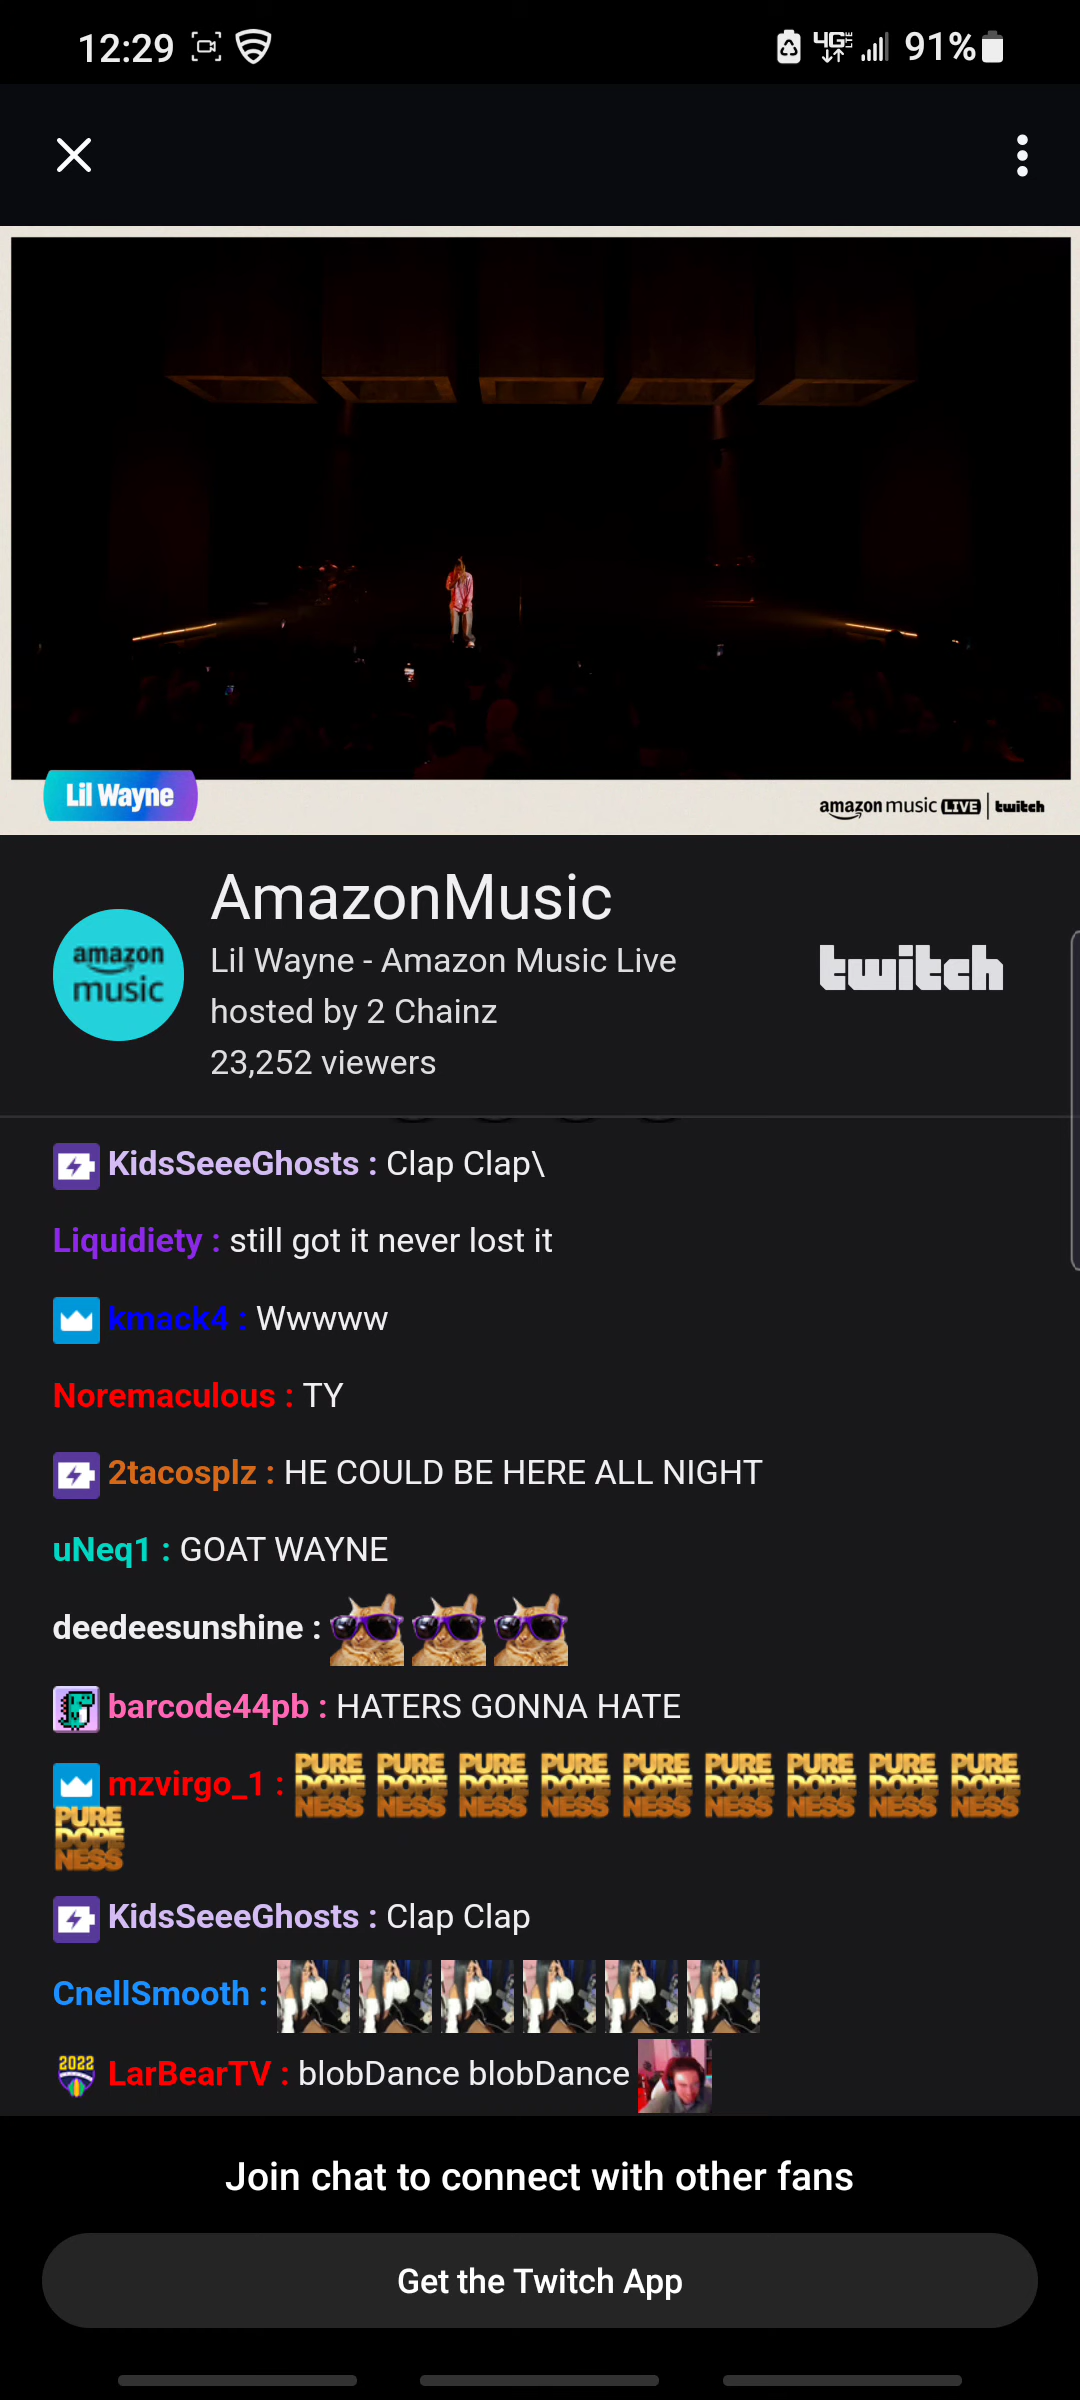 12:29 4G LTE 91%
Lil Wayne
amazon music LIVE | twitch
AmazonMusic
amazon
music
Lil Wayne - Amazon Music Live
hosted by 2 Chainz
23,252 viewers
twitch
KidsSeeeGhosts : Clap Clap\
Liquidiety : still got it never lost it
kmack4 : Wwwww
Noremaculous : TY
2tacosplz : HE COULD BE HERE ALL NIGHT
uNeq1 : GOAT WAYNE
deedeesunshine :
barcode44pb : HATERS GONNA HATE
mzvirgo_1 : PURE DOPE NESS PURE DOPE NESS PURE DOPE NESS PURE DOPE NESS PURE DOPE NESS PURE DOPE NESS PURE DOPE NESS PURE DOPE NESS PURE DOPE NESS
PURE DOPE NESS
KidsSeeeGhosts : Clap Clap
CnellSmooth :
2022 LarBearTV : blobDance blobDance
Join chat to connect with other fans
Get the Twitch App